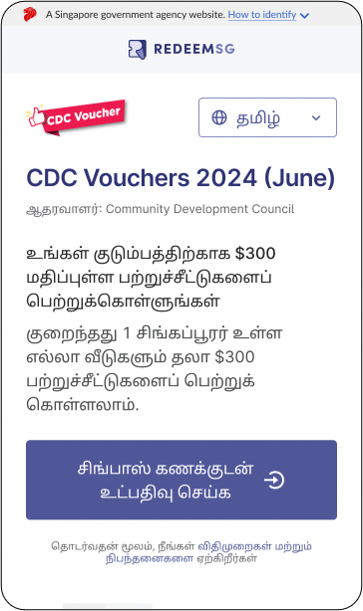 A Singapore government agency website. How to identify
REDEEMSG
CDC Voucher
தமிழ்
CDC Vouchers 2024 (June)
ஆதரவாளர்: Community Development Council
உங்கள் குடும்பத்திற்காக $300
மதிப்புள்ள பற்றுச்சீட்டுகளைப்
பெற்றுக்கொள்ளுங்கள்
குறைந்தது 1 சிங்கப்பூரர் உள்ள
எல்லா வீடுகளும் தலா $300
பற்றுச்சீட்டுகளைப் பெற்றுக்
கொள்ளலாம்.
சிங்பாஸ் கணக்குடன்
உட்பதிவு செய்க
தொடர்வதன் மூலம், நீங்கள் விதிமுறைகள் மற்றும்
நிபந்தனைகளை ஏற்கிறீர்கள்